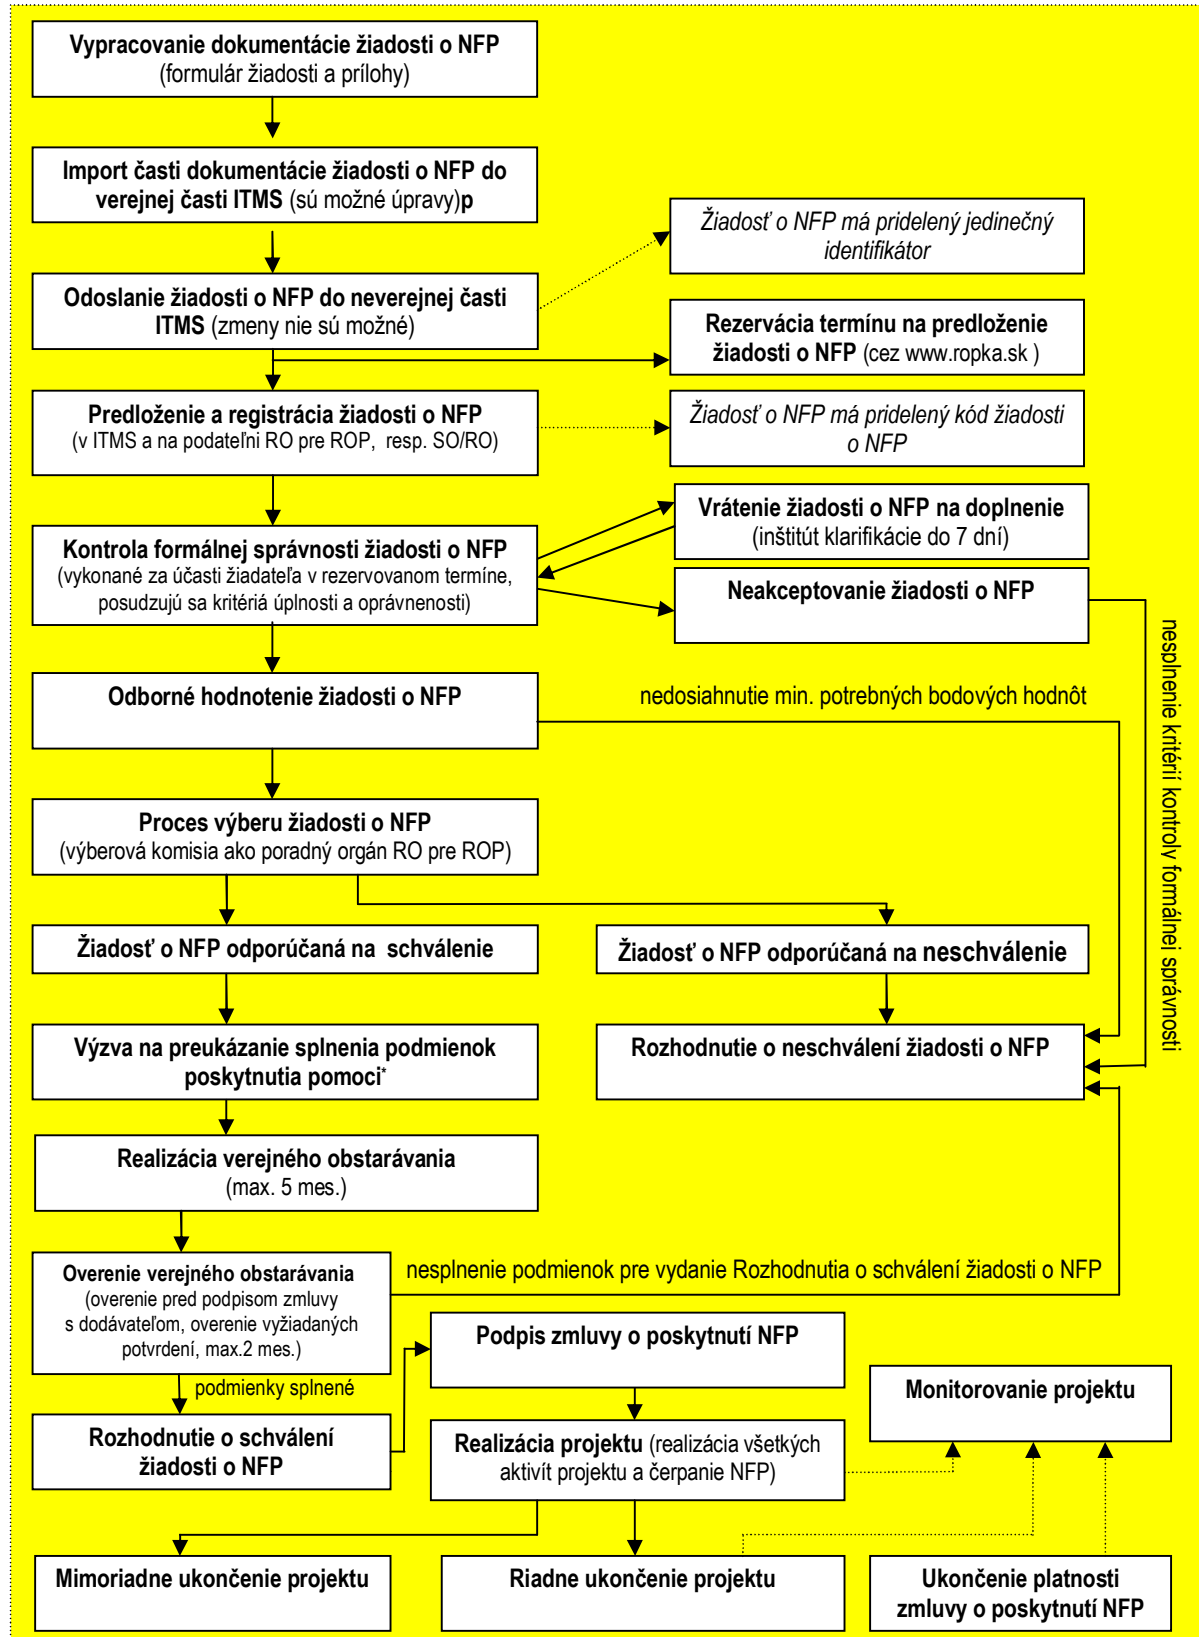 Vypracovanie dokumentácie žiadosti o NFP
(formulár žiadosti a prílohy)
Import časti dokumentácie žiadosti o NFP do
verejnej časti ITMS (sú možné úpravy)p
Žiadosť o NFP má pridelený jedinečný
identifikátor
Odoslanie žiadosti o NFP do neverejnej časti
ITMS (zmeny nie sú možné)
Rezervácia termínu na predloženie
žiadosti o NFP (cez www.ropka.sk )
Predloženie a registrácia žiadosti o NFP
(v ITMS a na podateľni RO pre ROP, resp. SO/RO)
Žiadosť o NFP má pridelený kód žiadosti
o NFP
Vrátenie žiadosti o NFP na doplnenie
(inštitút klarifikácie do 7 dní)
Kontrola formálnej správnosti žiadosti o NFP
(vykonané za účasti žiadateľa v rezervovanom termíne,
posudzujú sa kritériá úplnosti a oprávnenosti)
Neakceptovanie žiadosti o NFP
nesplnenie kritérií kontroly formálnej správnosti
Odborné hodnotenie žiadosti o NFP
nedosiahnutie min. potrebných bodových hodnôt
Proces výberu žiadosti o NFP
(výberová komisia ako poradný orgán RO pre ROP)
Žiadosť o NFP odporúčaná na schválenie
Žiadosť o NFP odporúčaná na neschválenie
Výzva na preukázanie splnenia podmienok
poskytnutia pomoci*
Rozhodnutie o neschválení žiadosti o NFP
Realizácia verejného obstarávania
(max. 5 mes.)
Overenie verejného obstarávania
(overenie pred podpisom zmluvy
s dodávateľom, overenie vyžiadaných
potvrdení, max.2 mes.)
nesplnenie podmienok pre vydanie Rozhodnutia o schválení žiadosti o NFP
Podpis zmluvy o poskytnutí NFP
podmienky splnené
Monitorovanie projektu
Rozhodnutie o schválení
žiadosti o NFP
Realizácia projektu (realizácia všetkých
aktivít projektu a čerpanie NFP)
Mimoriadne ukončenie projektu
Riadne ukončenie projektu
Ukončenie platnosti
zmluvy o poskytnutí NFP